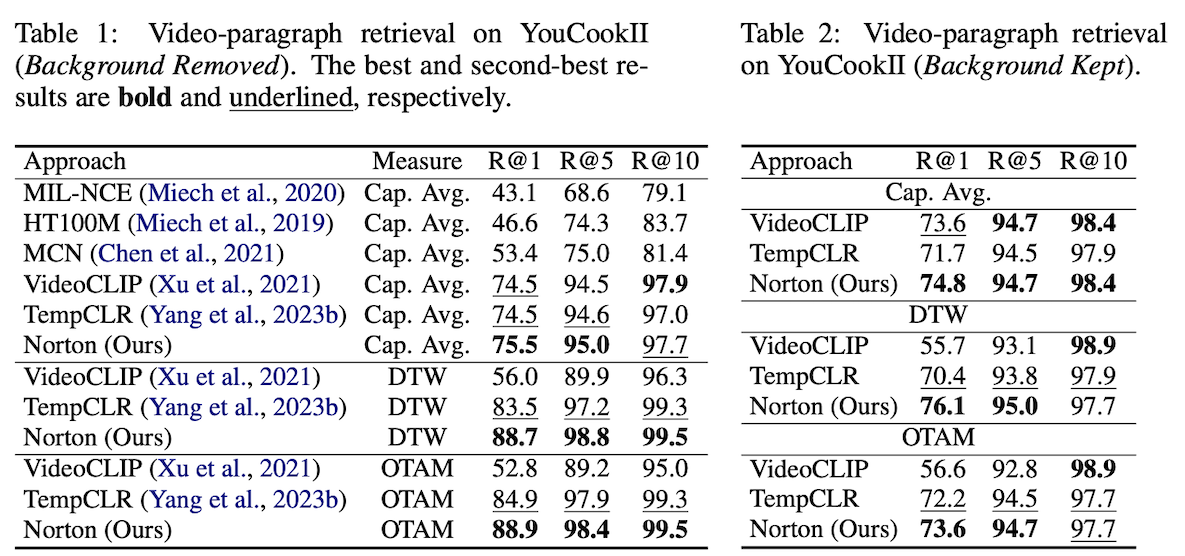 Table 1: Video-paragraph retrieval on YouCookII
(Background Removed). The best and second-best re-
sults are bold and underlined, respectively.
Approach Measure R@1 R@5 R@10
MIL-NCE (Miech et al., 2020) Cap. Avg. 43.1 68.6 79.1
HT100M (Miech et al., 2019) Cap. Avg. 46.6 74.3 83.7
MCN (Chen et al., 2021) Cap. Avg. 53.4 75.0 81.4
VideoCLIP (Xu et al., 2021) Cap. Avg. 74.5 94.5 97.9
TempCLR (Yang et al., 2023b) Cap. Avg. 74.5 94.6 97.0
Norton (Ours) Cap. Avg. 75.5 95.0 97.7
VideoCLIP (Xu et al., 2021) DTW 56.0 89.9 96.3
TempCLR (Yang et al., 2023b) DTW 83.5 97.2 99.3
Norton (Ours) DTW 88.7 98.8 99.5
VideoCLIP (Xu et al., 2021) OTAM 52.8 89.2 95.0
TempCLR (Yang et al., 2023b) OTAM 84.9 97.9 99.3
Norton (Ours) OTAM 88.9 98.4 99.5
Table 2: Video-paragraph retrieval
on YouCookII (Background Kept).
Approach R@1 R@5 R@10
Cap. Avg.
VideoCLIP 73.6 94.7 98.4
TempCLR 71.7 94.5 97.9
Norton (Ours) 74.8 94.7 98.4
DTW
VideoCLIP 55.7 93.1 98.9
TempCLR 70.4 93.8 97.9
Norton (Ours) 76.1 95.0 97.7
OTAM
VideoCLIP 56.6 92.8 98.9
TempCLR 72.2 94.5 97.7
Norton (Ours) 73.6 94.7 97.7